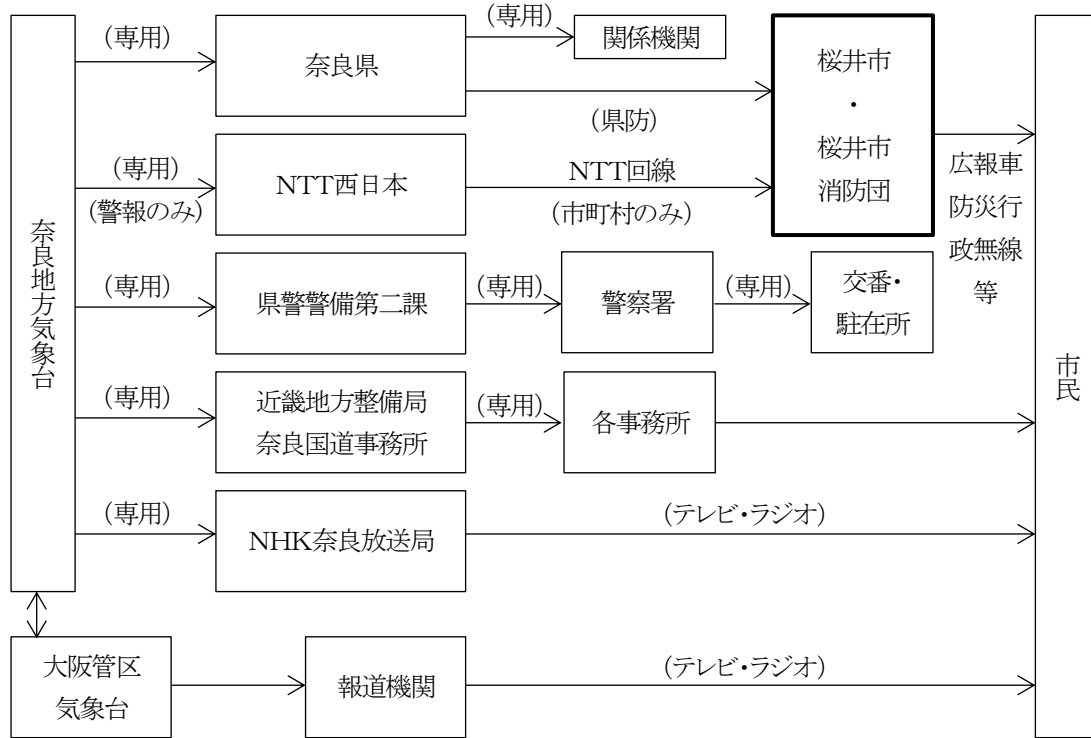 奈良地方気象台
(専用)
奈良県
(専用)
関係機関
(県防)
桜井市
・
桜井市
消防団
(専用)
(警報のみ)
NTT西日本
NTT回線
(市町村のみ)
広報車
防災行
政無線
等
(専用)
県警警備第二課
(専用)
警察署
(専用)
交番・
駐在所
(専用)
近畿地方整備局
奈良国道事務所
(専用)
各事務所
市民
(専用)
NHK奈良放送局
(テレビ・ラジオ)
大阪管区
気象台
報道機関
(テレビ・ラジオ)